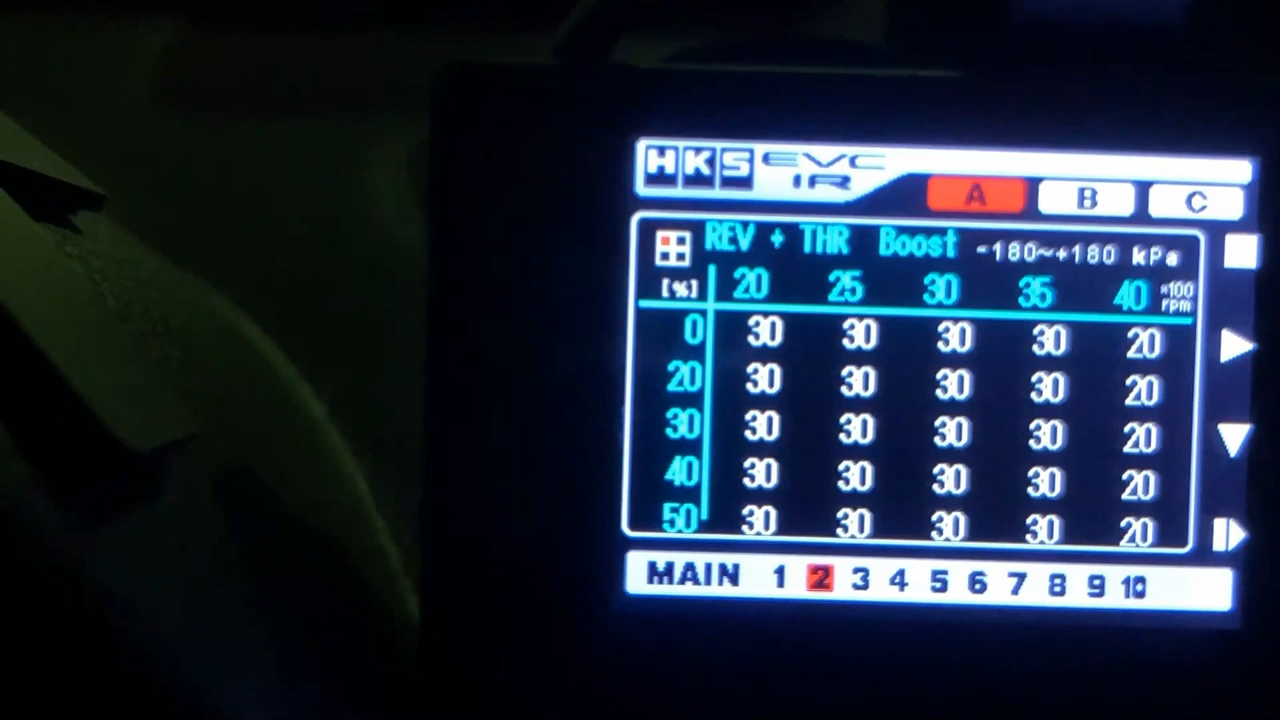 HKS EVC
IR
A B C
REV + THR Boost -180~+180 kPa
[%] 20 25 30 35 40 ×100 rpm
0 30 30 30 30 20
20 30 30 30 30 20
30 30 30 30 30 20
40 30 30 30 30 20
50 30 30 30 30 20
MAIN 1 2 3 4 5 6 7 8 9 10